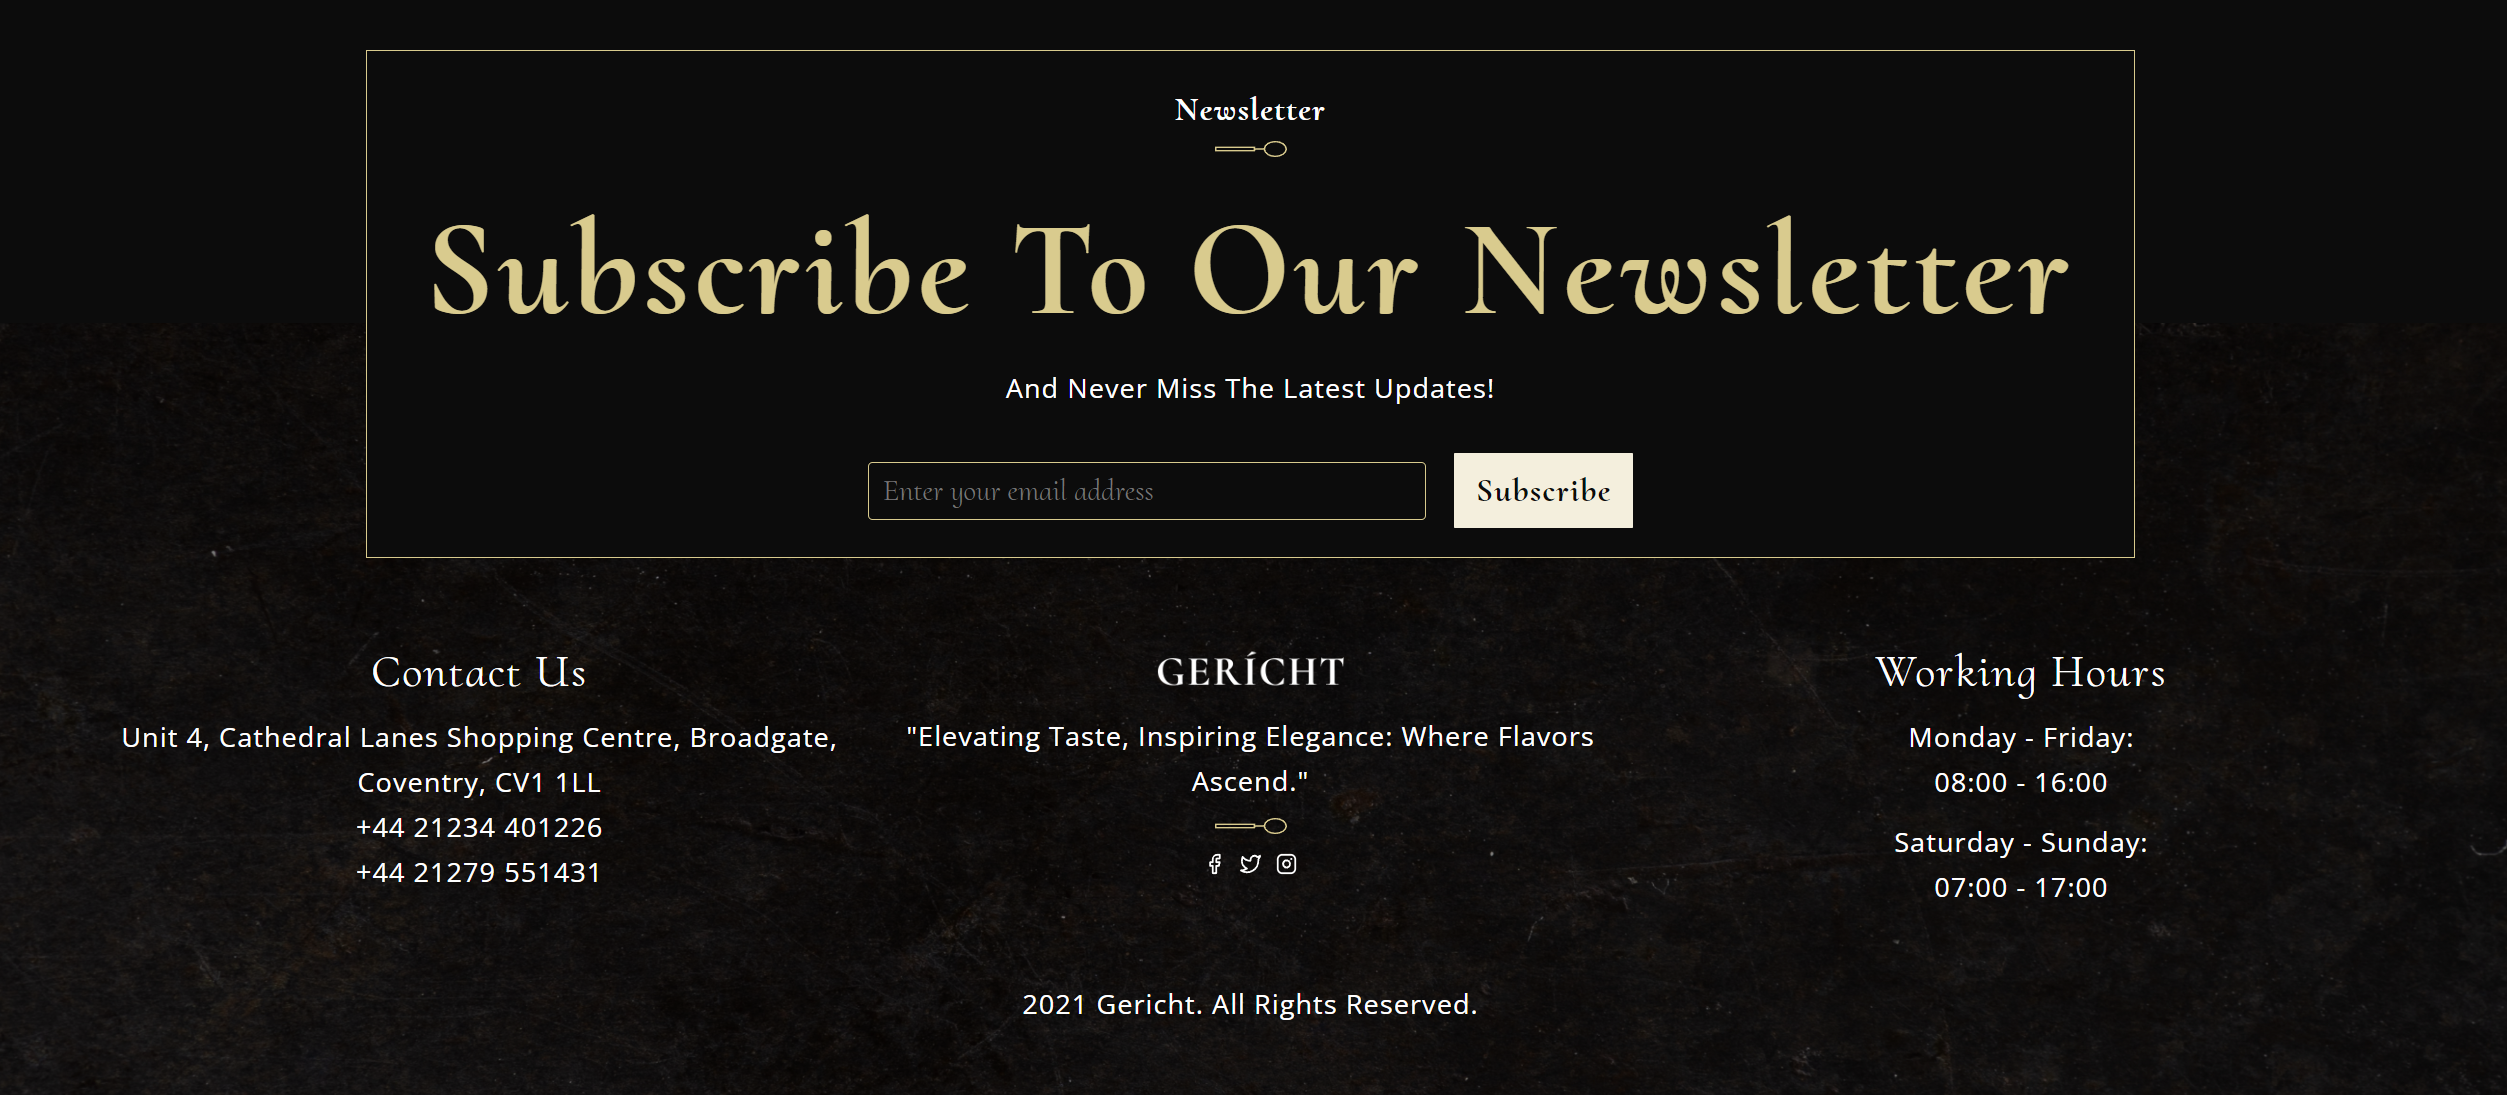 Newsletter
Subscribe To Our Newsletter
And Never Miss The Latest Updates!
Enter your email address
Subscribe
Contact Us
Unit 4, Cathedral Lanes Shopping Centre, Broadgate,
Coventry, CV1 1LL
+44 21234 401226
+44 21279 551431
GERÍCHT
"Elevating Taste, Inspiring Elegance: Where Flavors
Ascend."
Working Hours
Monday - Friday:
08:00 - 16:00
Saturday - Sunday:
07:00 - 17:00
2021 Gericht. All Rights Reserved.